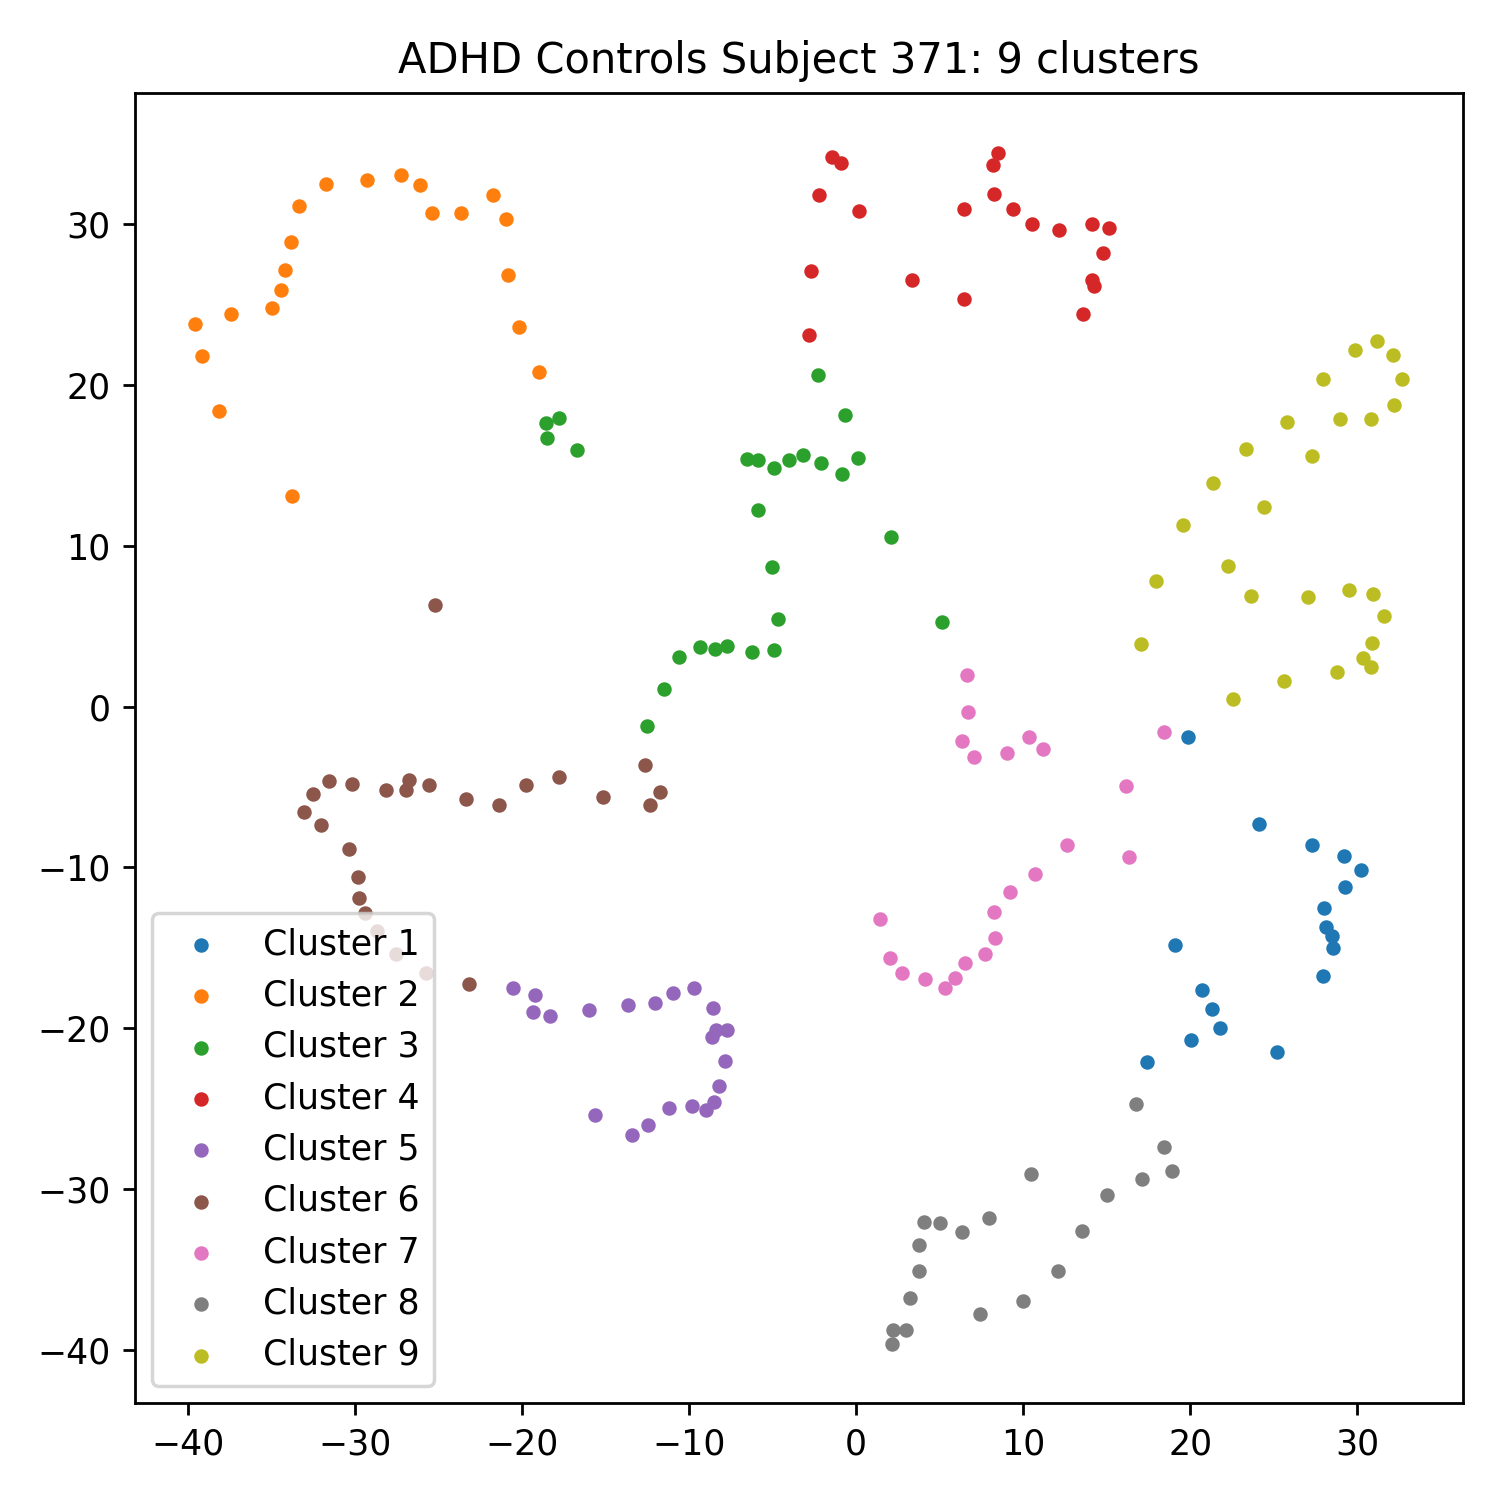 ADHD Controls Subject 371: 9 clusters
30
20
10
0
−10
−20
−30
−40
Cluster 1
Cluster 2
Cluster 3
Cluster 4
Cluster 5
Cluster 6
Cluster 7
Cluster 8
Cluster 9
−40 −30 −20 −10 0 10 20 30